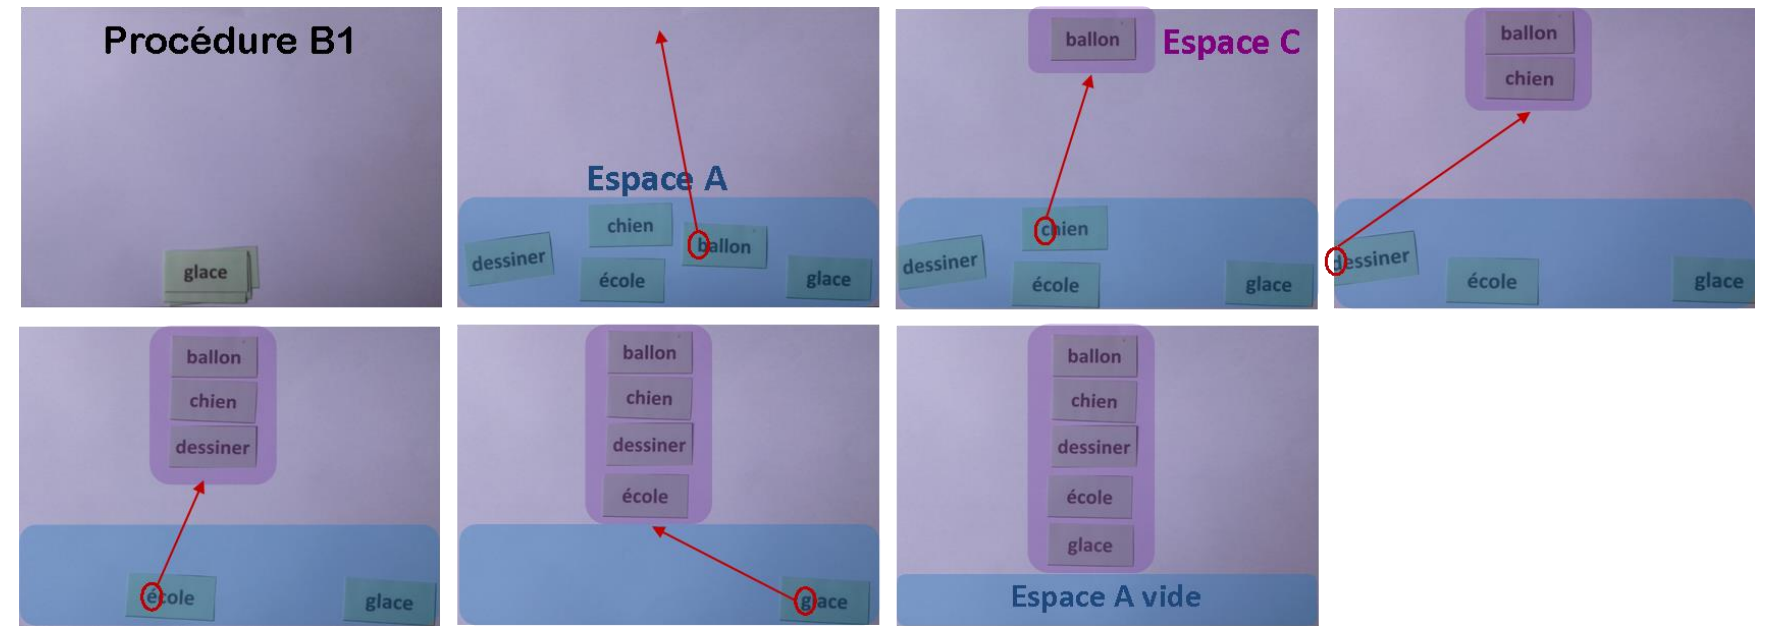 Procédure B1
glace
Espace A
chien
ballon
dessiner
école
glace
ballon
Espace C
chien
dessiner
école
glace
ballon
chien
dessiner
école
glace
ballon
chien
dessiner
école
glace
ballon
chien
dessiner
école
glace
ballon
chien
dessiner
école
glace
Espace A vide